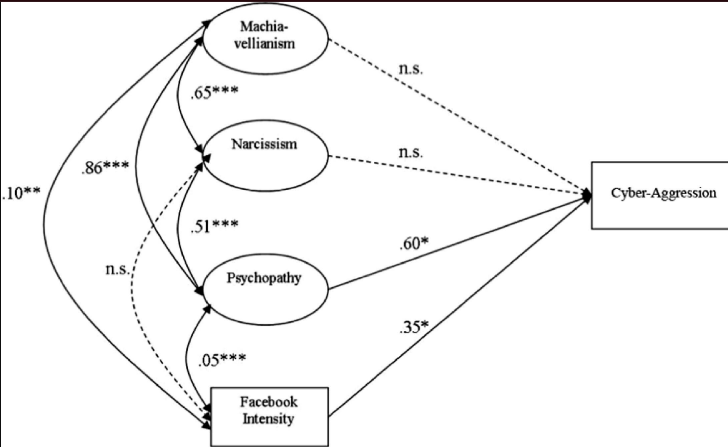 Machia-
vellianism
n.s.
.65***
Narcissism
n.s.
.86***
.10**
Cyber-Aggression
.51***
.60*
n.s.
Psychopathy
.35*
.05***
Facebook
Intensity